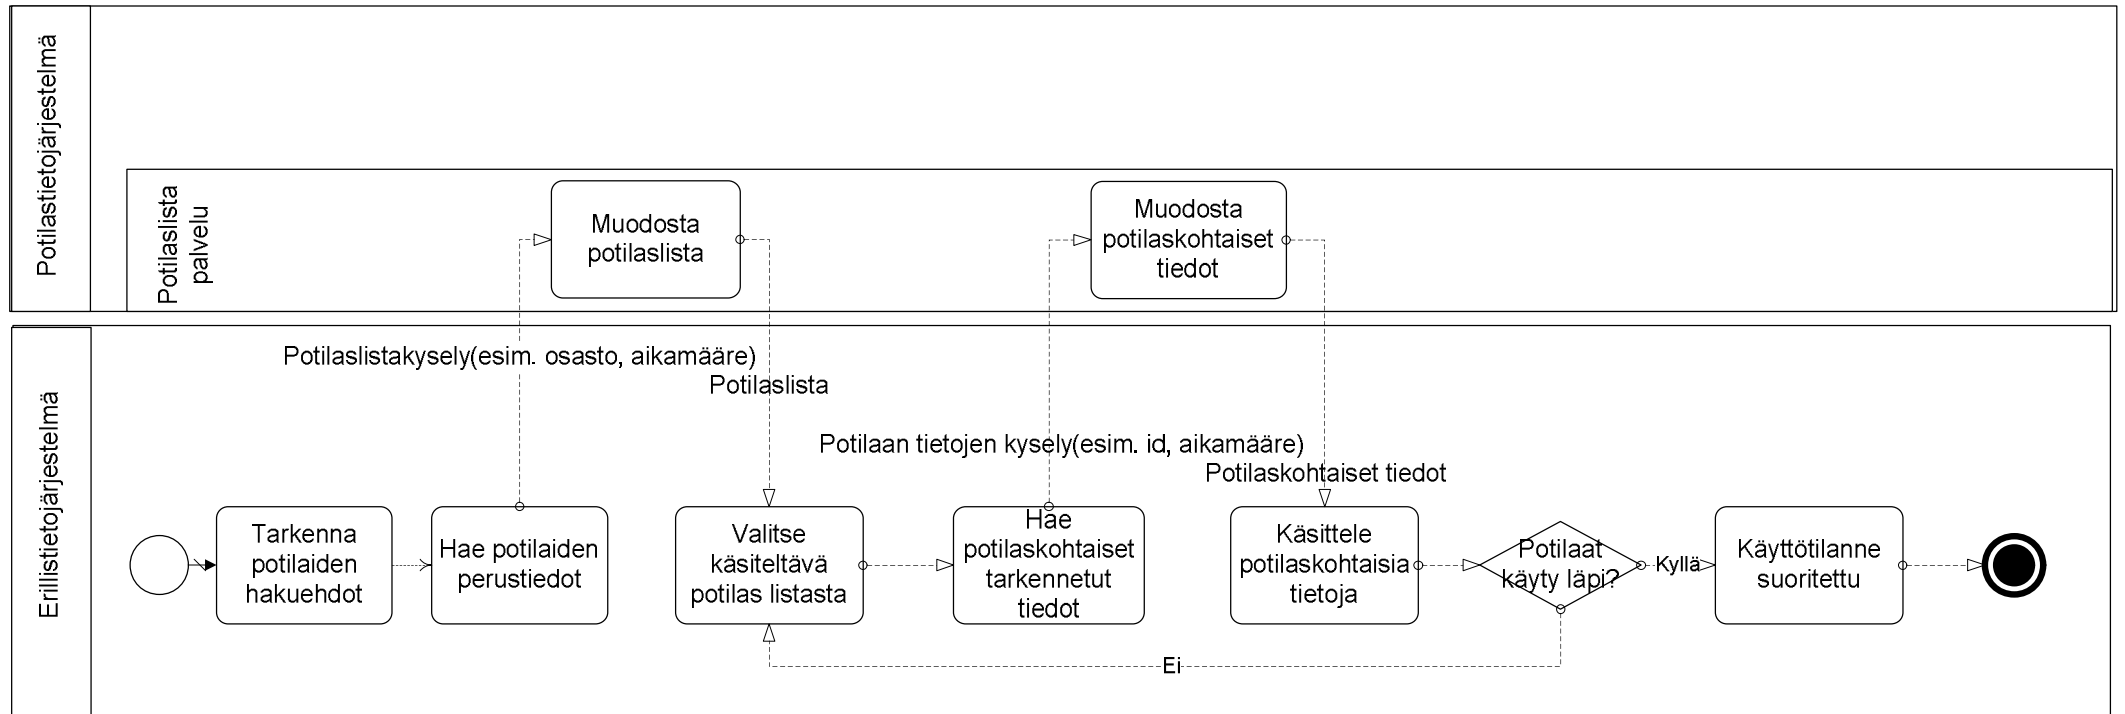 Potilastietojärjestelmä
Potilaslista
palvelu
Muodosta
potilaslista
Muodosta
potilaskohtaiset
tiedot
Erillistietojärjestelmä
Potilaslistakysely(esim. osasto, aikamääre)
Potilaslista
Potilaan tietojen kysely(esim. id, aikamääre)
Potilaskohtaiset tiedot
Tarkenna
potilaiden
hakuehdot
Hae potilaiden
perustiedot
Valitse
käsiteltävä
potilas listasta
Hae
potilaskohtaiset
tarkennetut
tiedot
Käsittele
potilaskohtaisia
tietoja
Potilaat
käyty läpi?
Kyllä
Käyttötilanne
suoritettu
Ei